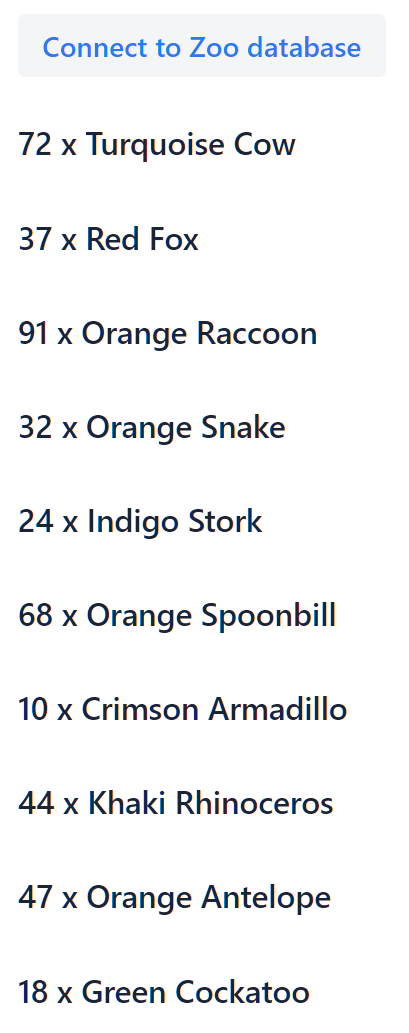 Connect to Zoo database
72 x Turquoise Cow
37 x Red Fox
91 x Orange Raccoon
32 x Orange Snake
24 x Indigo Stork
68 x Orange Spoonbill
10 x Crimson Armadillo
44 x Khaki Rhinoceros
47 x Orange Antelope
18 x Green Cockatoo